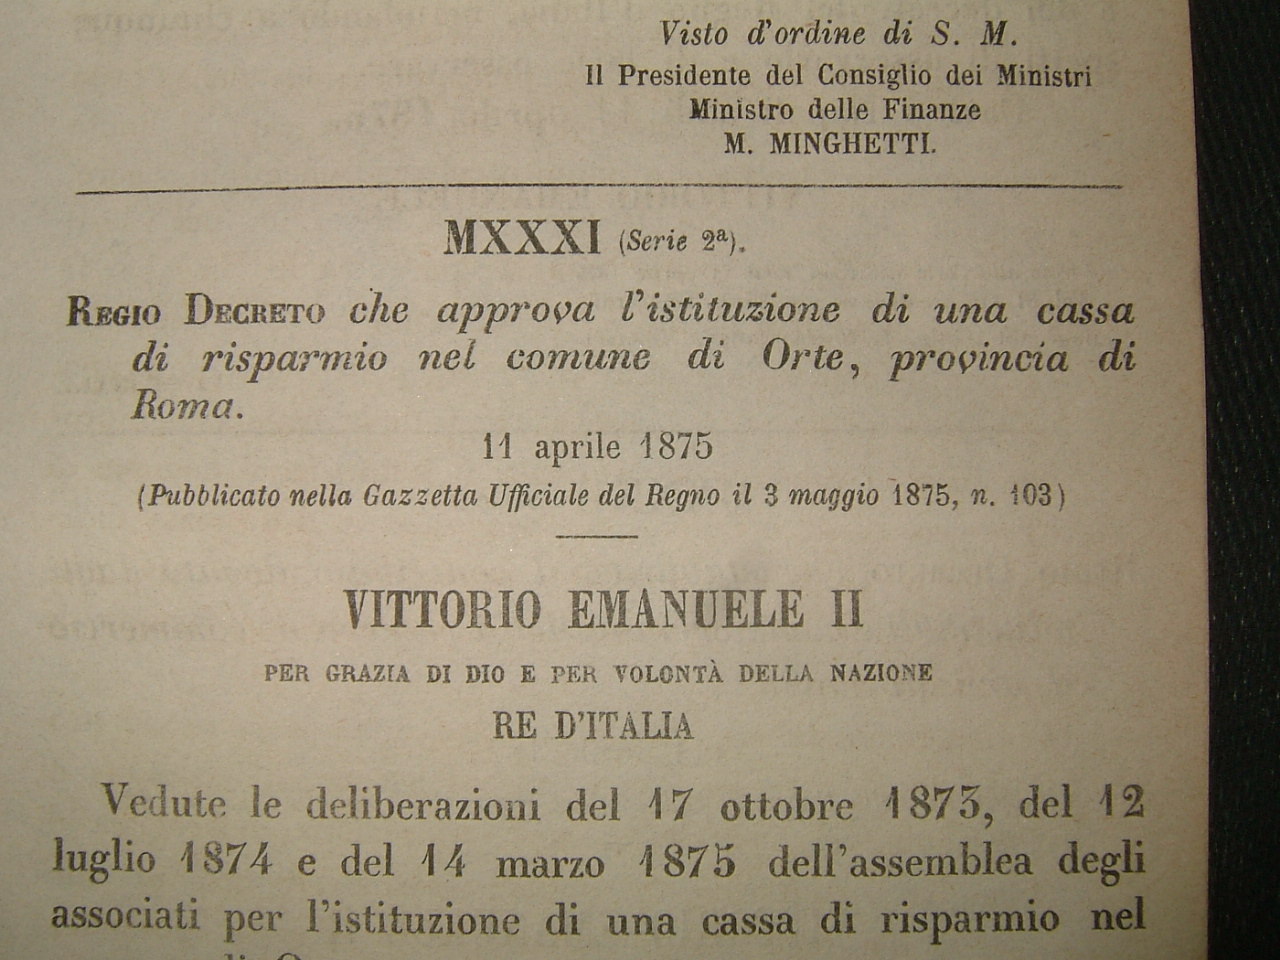 Visto d'ordine di S. M.
Il Presidente del Consiglio dei Ministri
Ministro delle Finanze
M. MINGHETTI.
MXXXI (Serie 2ª).
REGIO DECRETO che approva l'istituzione di una cassa
di risparmio nel comune di Orte, provincia di
Roma.
11 aprile 1875
(Pubblicato nella Gazzetta Ufficiale del Regno il 3 maggio 1875, n. 103)
VITTORIO EMANUELE II
PER GRAZIA DI DIO E PER VOLONTÀ DELLA NAZIONE
RE D'ITALIA
Vedute le deliberazioni del 17 ottobre 1873, del 12
luglio 1874 e del 14 marzo 1875 dell'assemblea degli
associati per l'istituzione di una cassa di risparmio nel